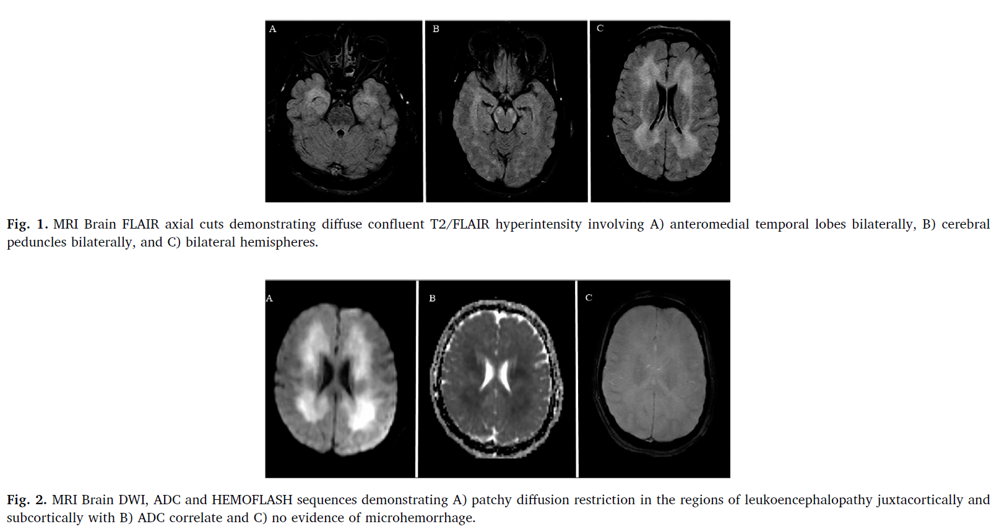 A
B
C
Fig. 1. MRI Brain FLAIR axial cuts demonstrating diffuse confluent T2/FLAIR hyperintensity involving A) anteromedial temporal lobes bilaterally, B) cerebral
peduncles bilaterally, and C) bilateral hemispheres.
A
B
C
Fig. 2. MRI Brain DWI, ADC and HEMOFLASH sequences demonstrating A) patchy diffusion restriction in the regions of leukoencephalopathy juxtacortically and
subcortically with B) ADC correlate and C) no evidence of microhemorrhage.